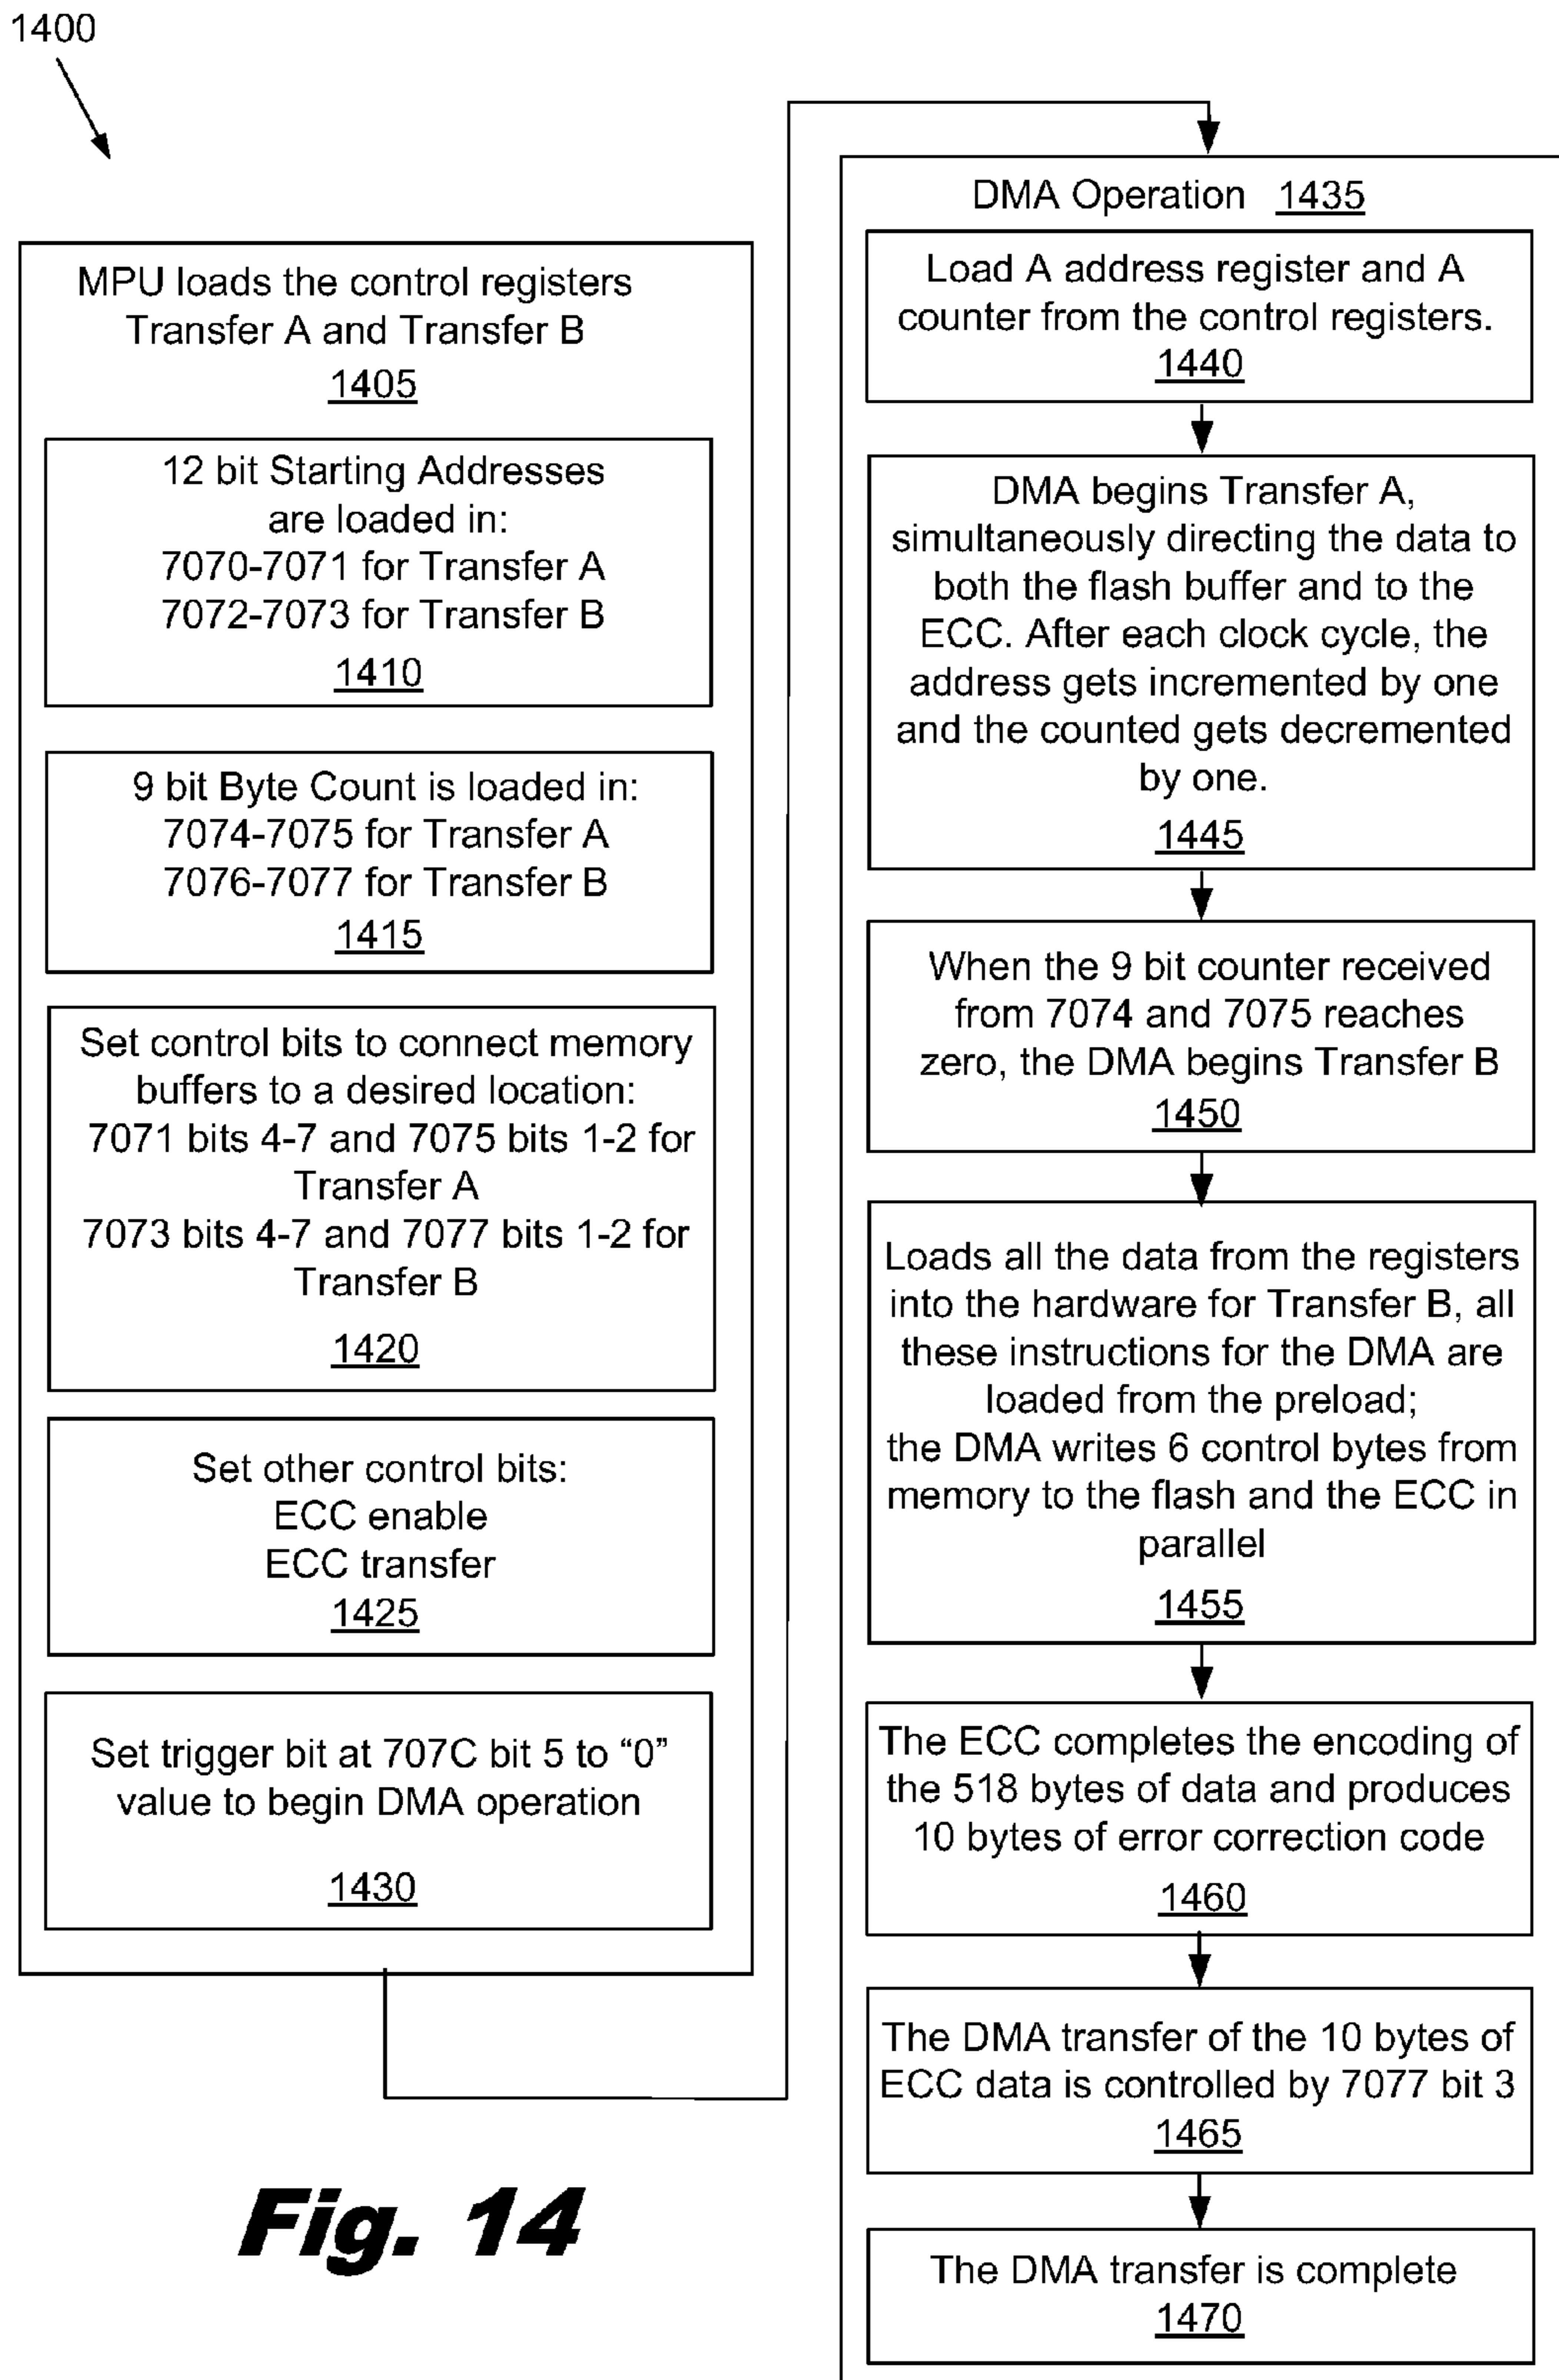 1400
MPU loads the control registers
Transfer A and Transfer B
1405
12 bit Starting Addresses
are loaded in:
7070-7071 for Transfer A
7072-7073 for Transfer B
1410
9 bit Byte Count is loaded in:
7074-7075 for Transfer A
7076-7077 for Transfer B
1415
Set control bits to connect memory
buffers to a desired location:
7071 bits 4-7 and 7075 bits 1-2 for
Transfer A
7073 bits 4-7 and 7077 bits 1-2 for
Transfer B
1420
Set other control bits:
ECC enable
ECC transfer
1425
Set trigger bit at 707C bit 5 to “0”
value to begin DMA operation
1430
DMA Operation 1435
Load A address register and A
counter from the control registers.
1440
DMA begins Transfer A,
simultaneously directing the data to
both the flash buffer and to the
ECC. After each clock cycle, the
address gets incremented by one
and the counted gets decremented
by one.
1445
When the 9 bit counter received
from 7074 and 7075 reaches
zero, the DMA begins Transfer B
1450
Loads all the data from the registers
into the hardware for Transfer B, all
these instructions for the DMA are
loaded from the preload;
the DMA writes 6 control bytes from
memory to the flash and the ECC in
parallel
1455
The ECC completes the encoding of
the 518 bytes of data and produces
10 bytes of error correction code
1460
The DMA transfer of the 10 bytes of
ECC data is controlled by 7077 bit 3
1465
The DMA transfer is complete
1470
Fig. 14